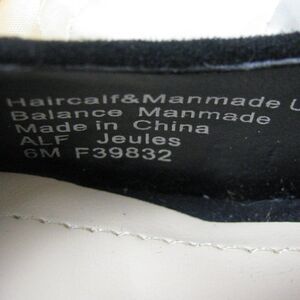 Haircalf&Manmade U
Balance Manmade
Made in China
ALF Jeules
6M F39832